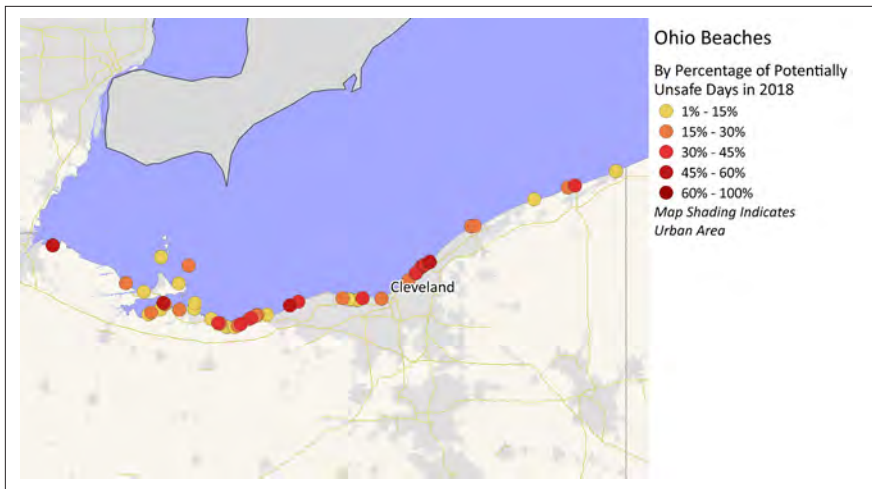 Ohio Beaches
By Percentage of Potentially
Unsafe Days in 2018
1% - 15%
15% - 30%
30% - 45%
45% - 60%
60% - 100%
Map Shading Indicates
Urban Area
Cleveland